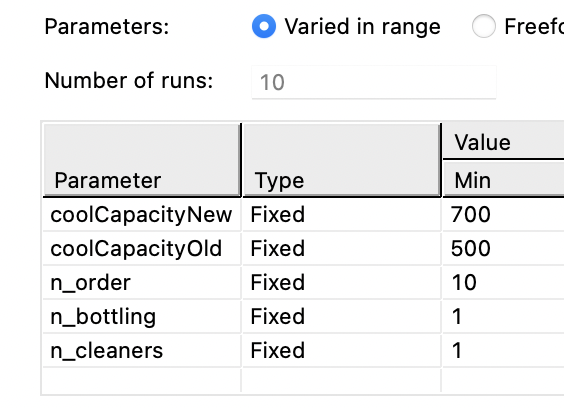 Parameters: Varied in range Freefo
Number of runs: 10
Value
Parameter Type Min
coolCapacityNew Fixed 700
coolCapacityOld Fixed 500
n_order Fixed 10
n_bottling Fixed 1
n_cleaners Fixed 1